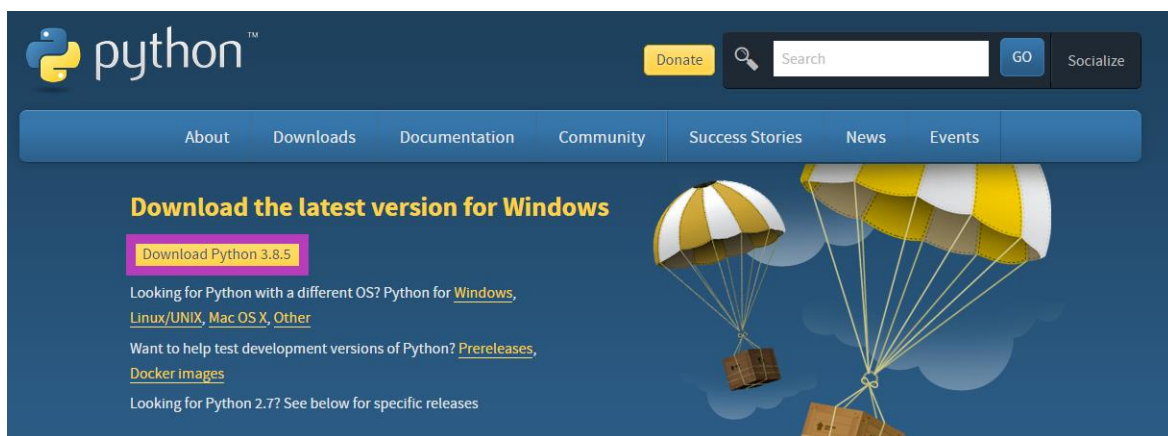 python™
Donate
Search
GO
Socialize
About
Downloads
Documentation
Community
Success Stories
News
Events
Download the latest version for Windows
Download Python 3.8.5
Looking for Python with a different OS? Python for Windows,
Linux/UNIX, Mac OS X, Other
Want to help test development versions of Python? Prereleases,
Docker images
Looking for Python 2.7? See below for specific releases